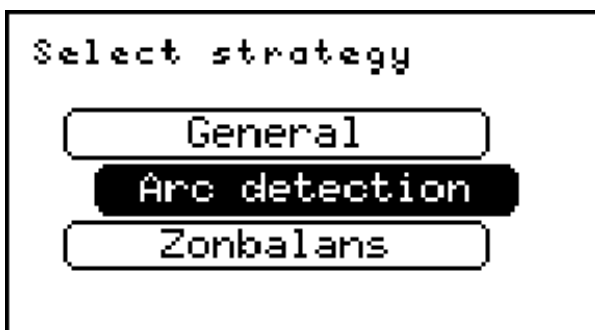 Select strategy
General
Arc detection
Zonbalans